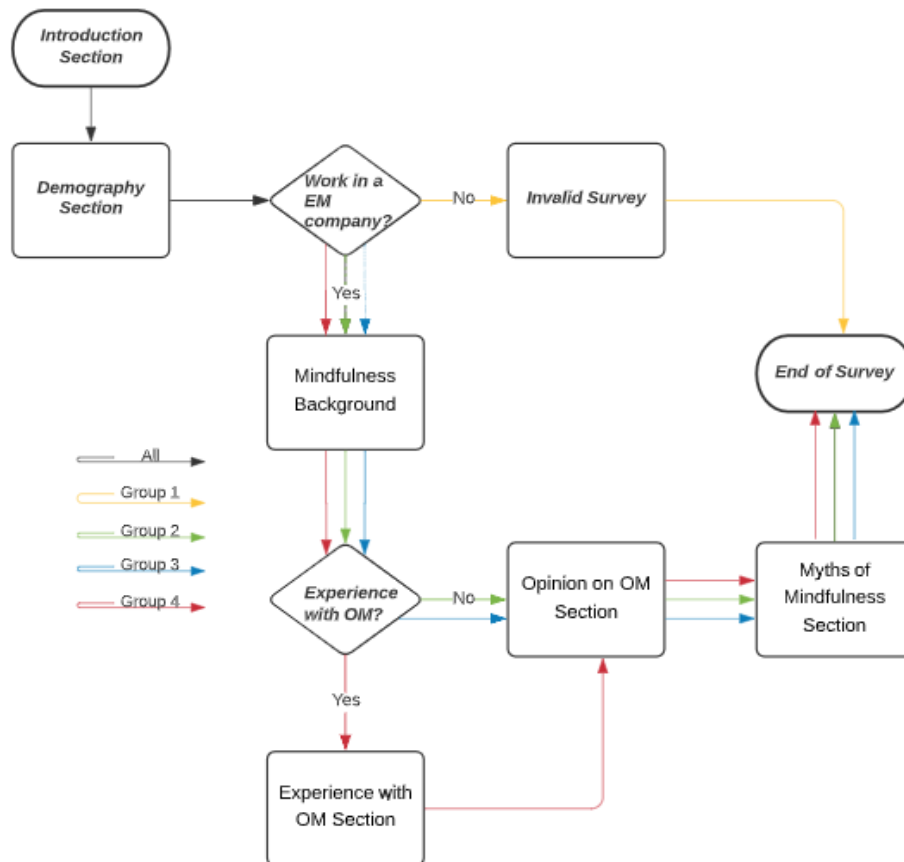 Introduction
Section
Demography
Section
Work in a
EM
company?
No
Invalid Survey
Yes
Mindfulness
Background
End of Survey
All
Group 1
Group 2
Group 3
Group 4
Experience
with OM?
No
Opinion on OM
Section
Myths of
Mindfulness
Section
Yes
Experience with
OM Section